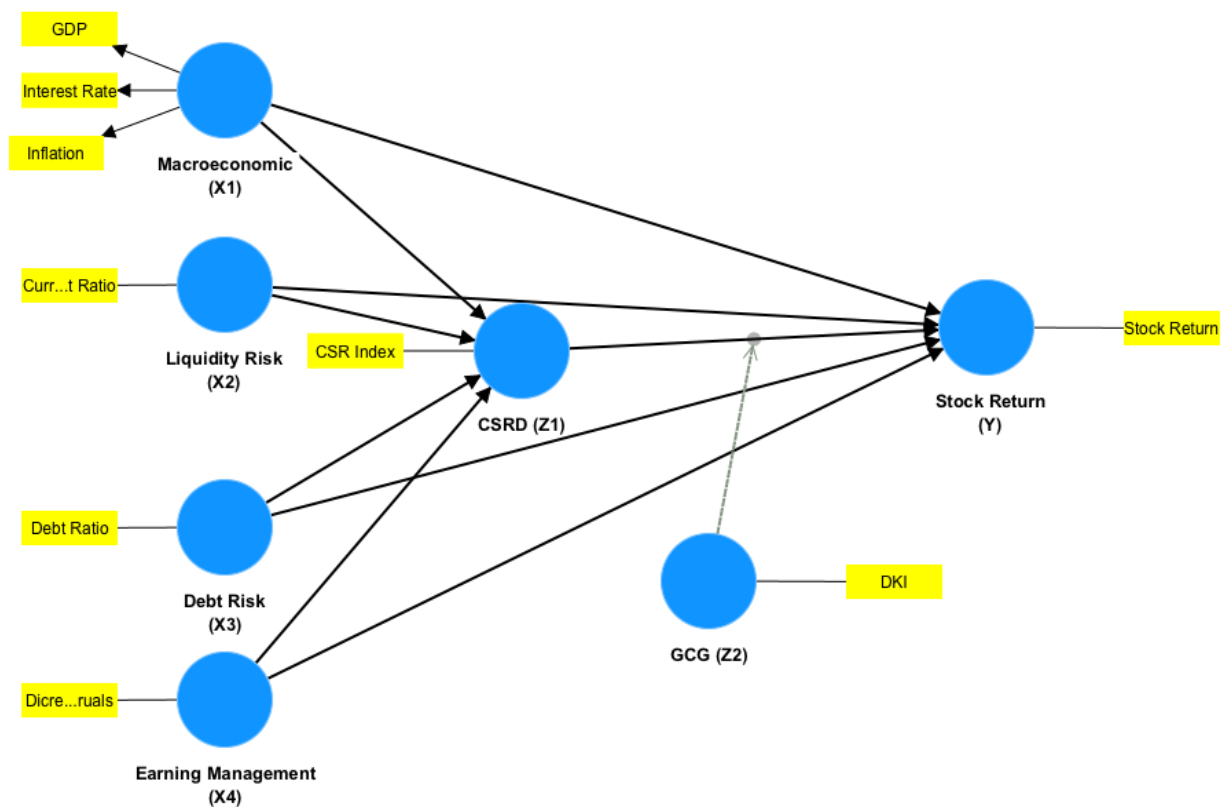 GDP
Interest Rate
Inflation
Macroeconomic
(X1)
Curr...t Ratio
Liquidity Risk
(X2)
CSR Index
CSRD (Z1)
Stock Return
Stock Return
(Y)
Debt Ratio
Debt Risk
(X3)
DKI
GCG (Z2)
Dicre...ruals
Earning Management
(X4)